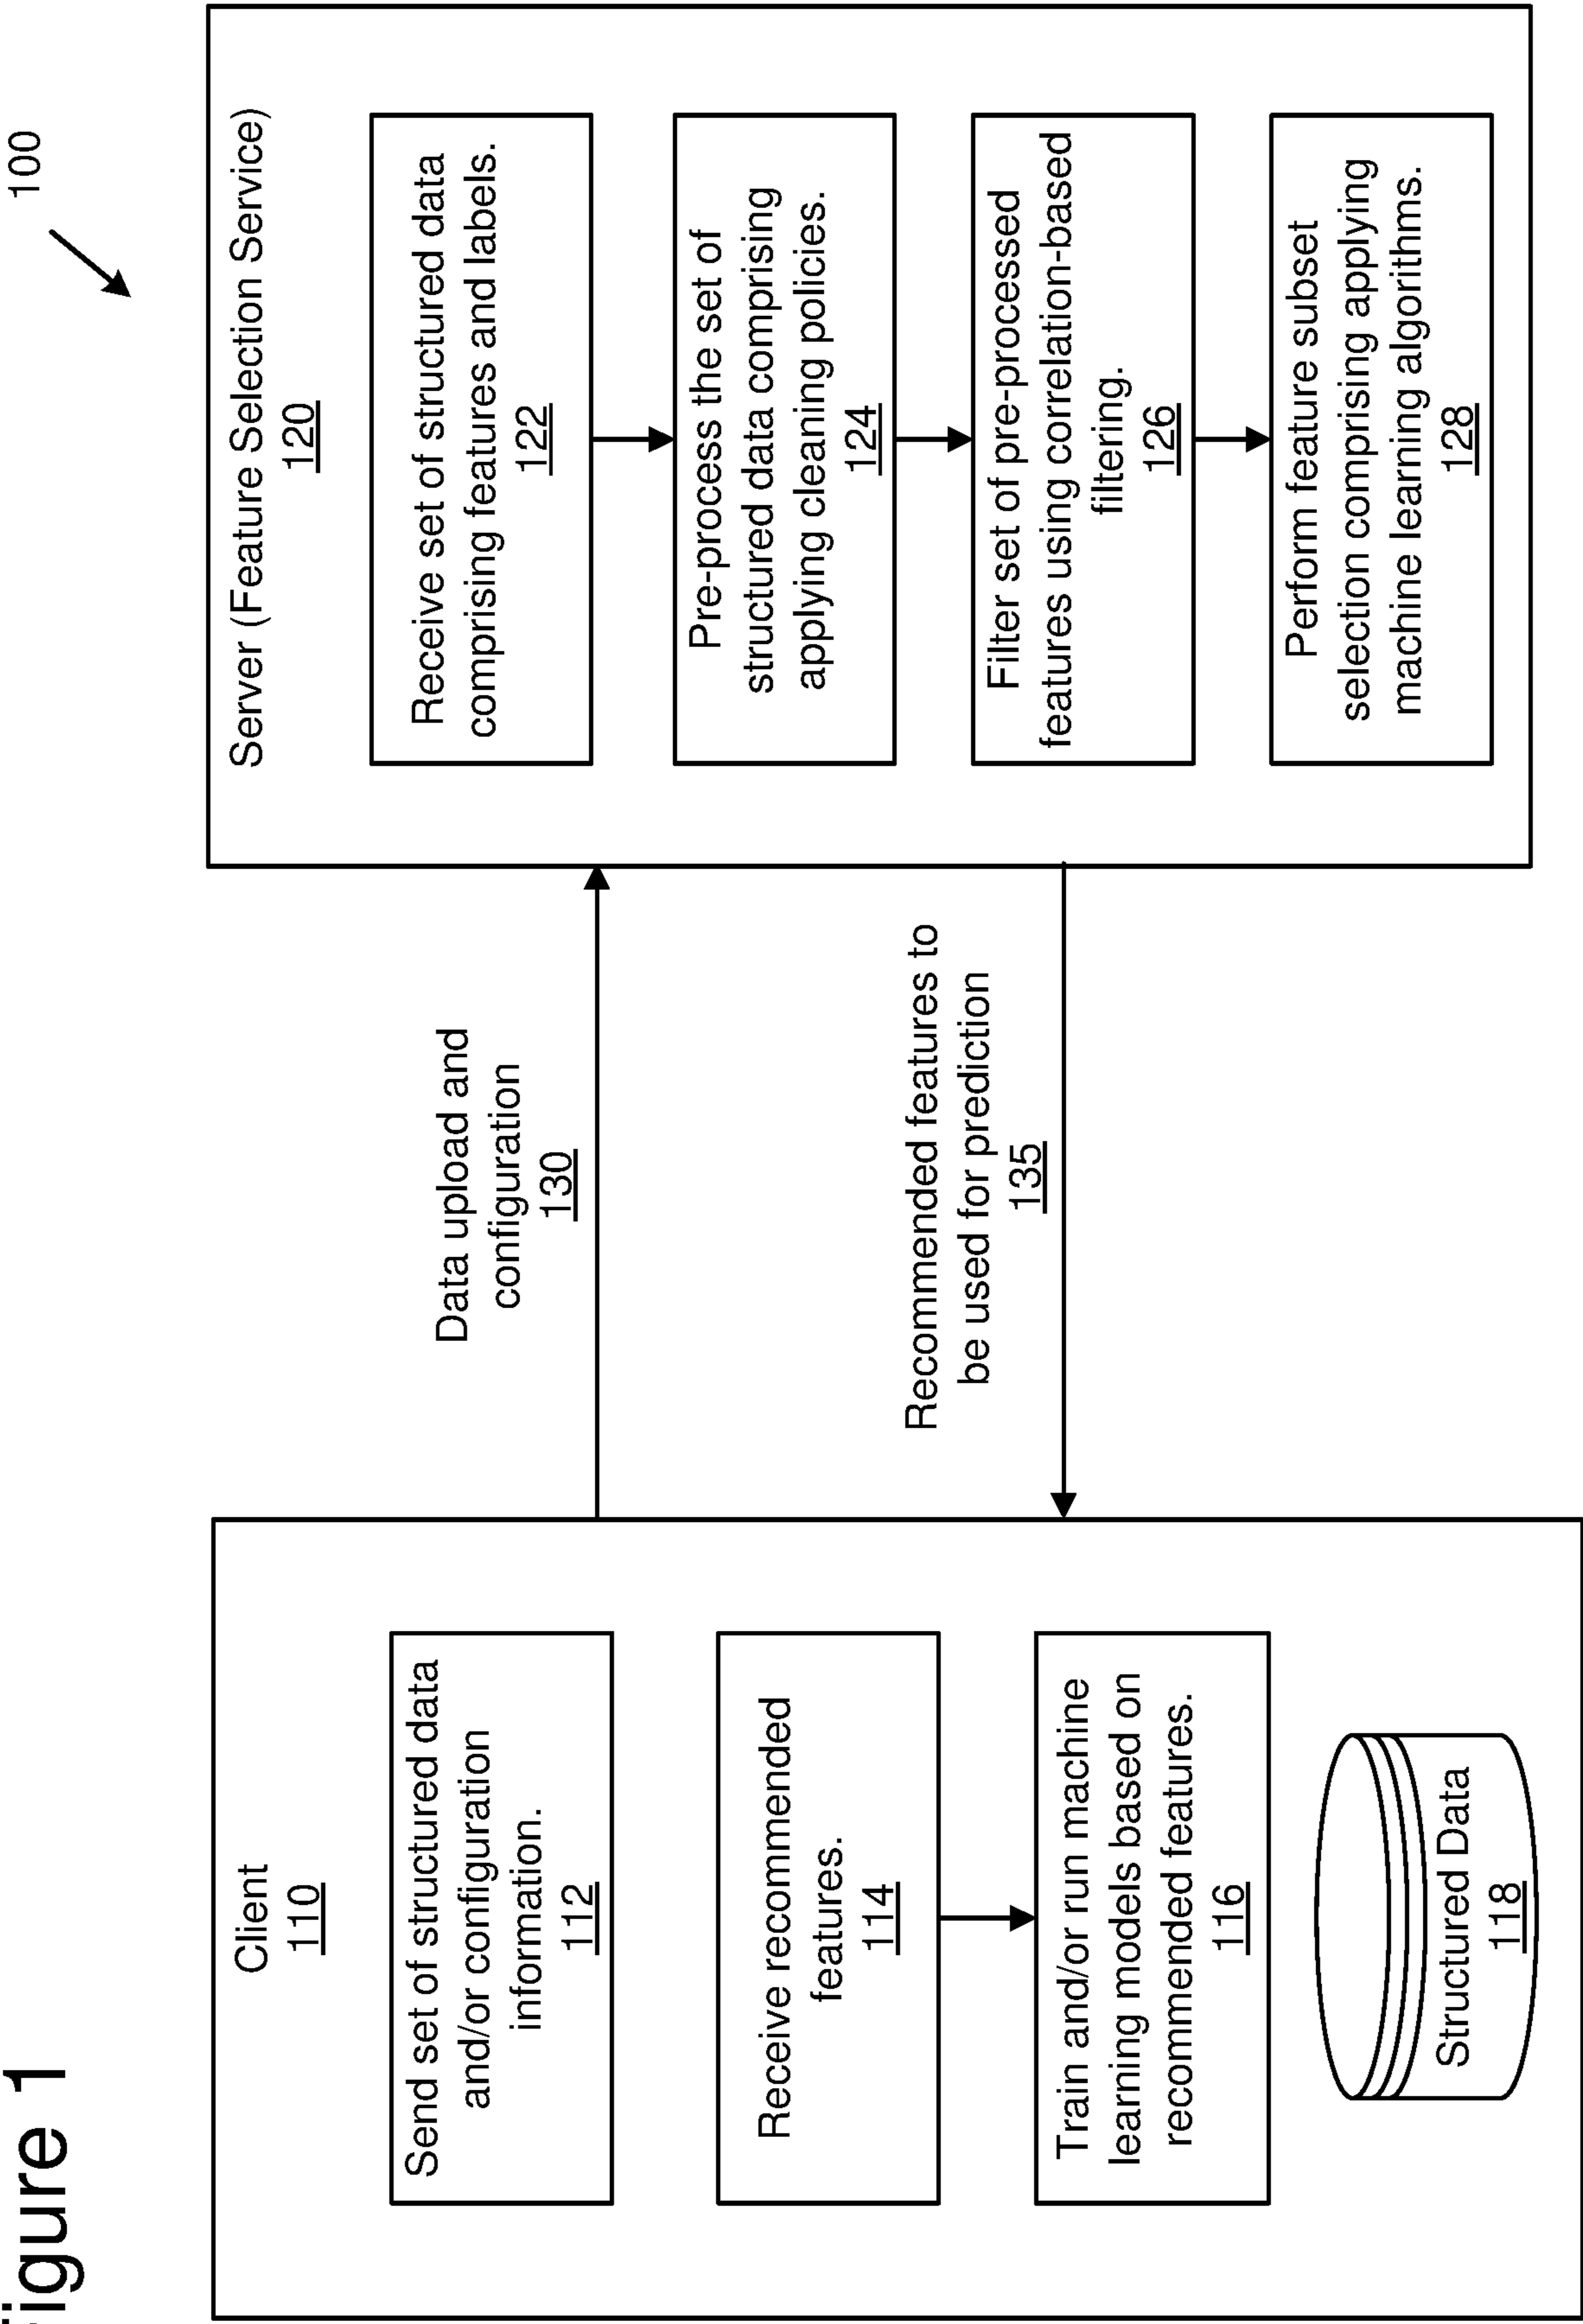 igure 1
100
Client
110
Send set of structured data
and/or configuration
information.
112
Receive recommended
features.
114
Train and/or run machine
learning models based on
recommended features.
116
Structured Data
118
Data upload and
configuration
130
Recommended features to
be used for prediction
135
Server (Feature Selection Service)
120
Receive set of structured data
comprising features and labels.
122
Pre-process the set of
structured data comprising
applying cleaning policies.
124
Filter set of pre-processed
features using correlation-based
filtering.
126
Perform feature subset
selection comprising applying
machine learning algorithms.
128